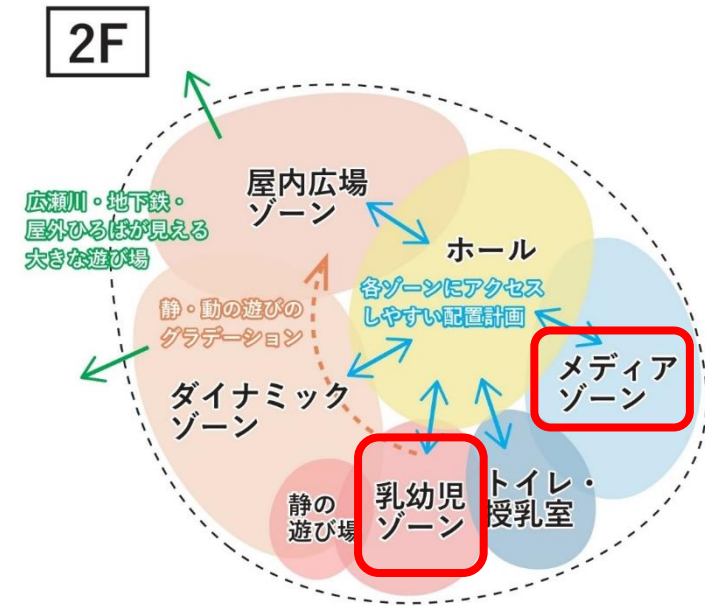 2F
屋内広場
ゾーン
広瀬川・地下鉄・
屋外ひろばが見える
大きな遊び場
ホール
各ゾーンにアクセス
しやすい配置計画
静・動の遊びの
グラデーション
メディア
ゾーン
ダイナミック
ゾーン
静の
遊び場
乳幼児
ゾーン
トイレ・
授乳室